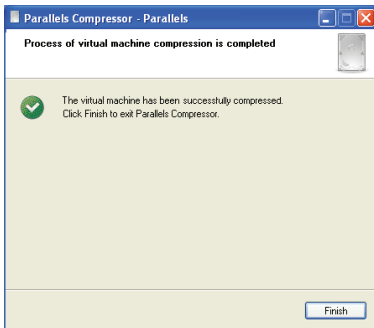 Parallels Compressor - Parallels
Process of virtual machine compression is completed
The virtual machine has been successfully compressed.
Click Finish to exit Parallels Compressor.
Finish